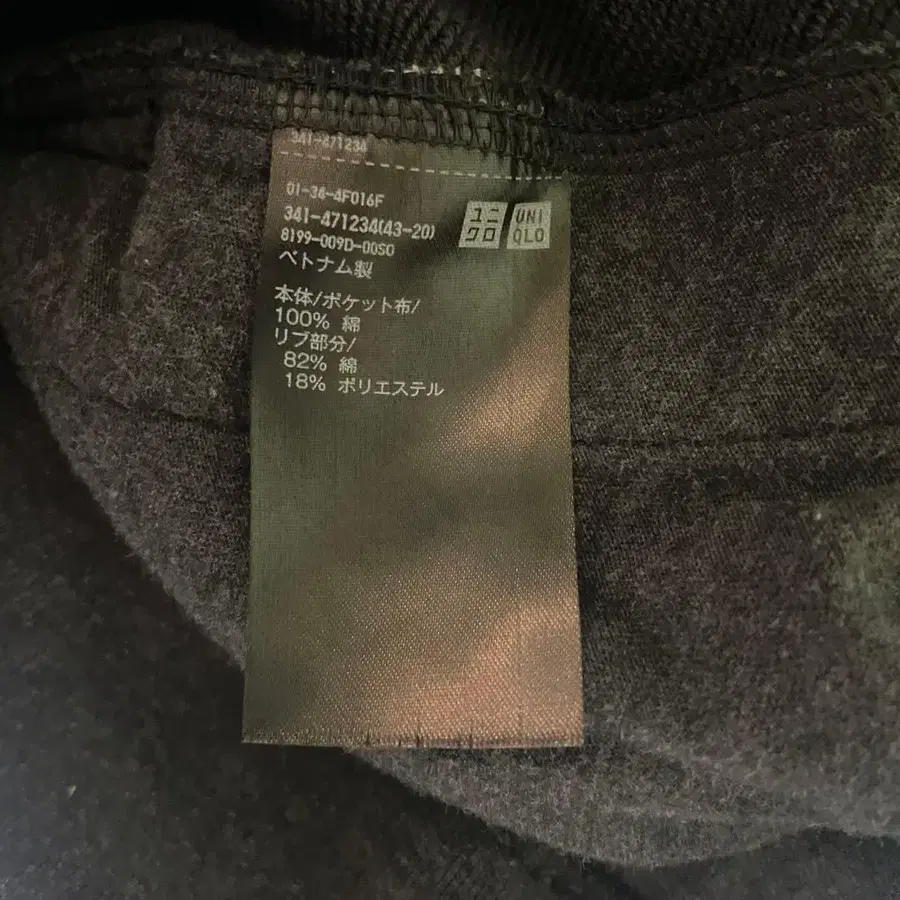 341-471234
01-34-4F016F
341-471234(43-20)
8199-009D-00SO
ベトナム製
ユニ
クロ
UNI
QLO
本体/ポケット布/
100% 綿
リブ部分/
82% 綿
18% ポリエステル